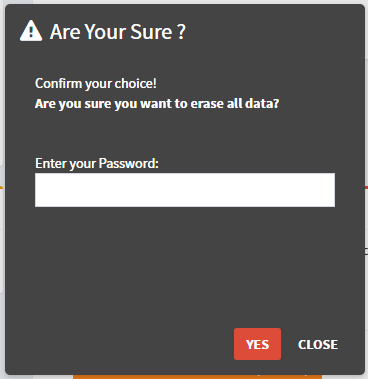 Are Your Sure ?
Confirm your choice!
Are you sure you want to erase all data?
Enter your Password:
YES CLOSE